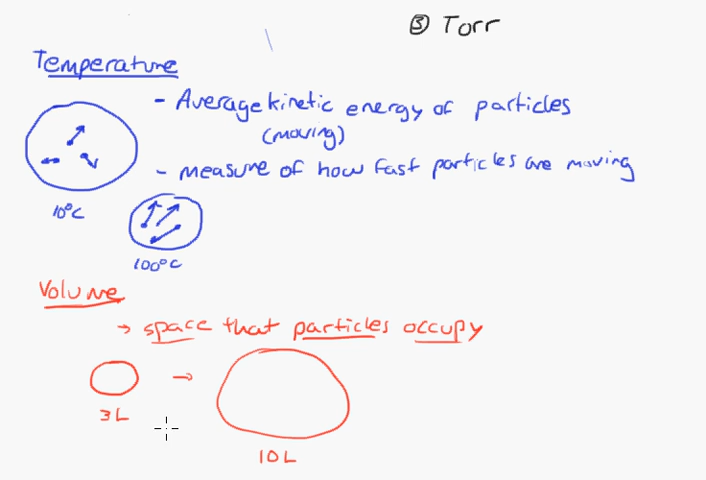 ③ Torr
Temperature
- Average kinetic energy of particles
(moving)
- measure of how fast particles are moving
10°C
100°C
Volume
→ space that particles occupy
→
3L
10L